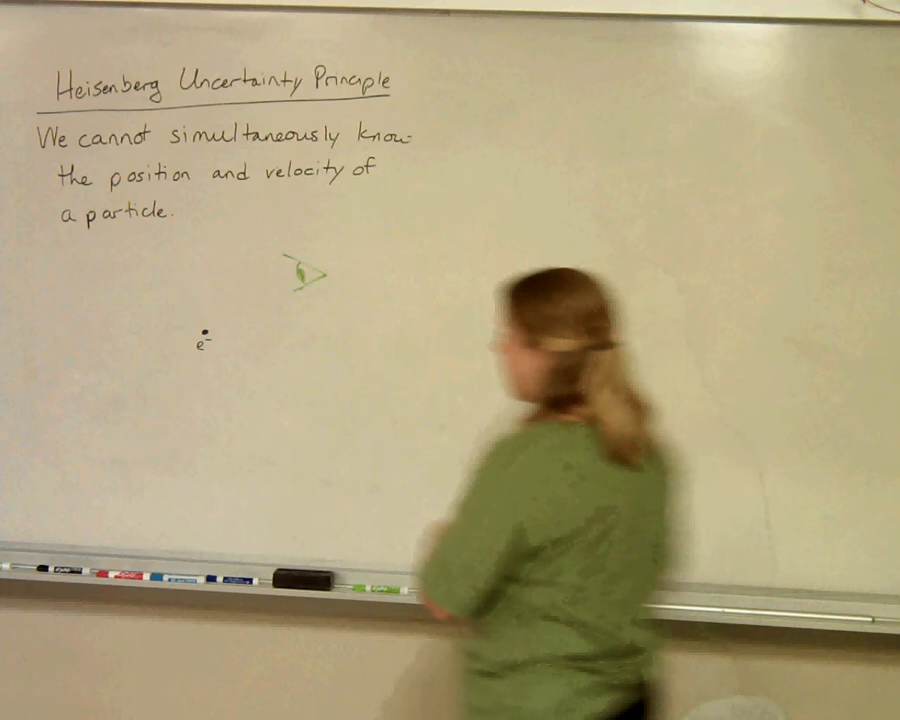 Heisenberg Uncertainty Principle
We cannot simultaneously know
the position and velocity of
a particle.
e⁻